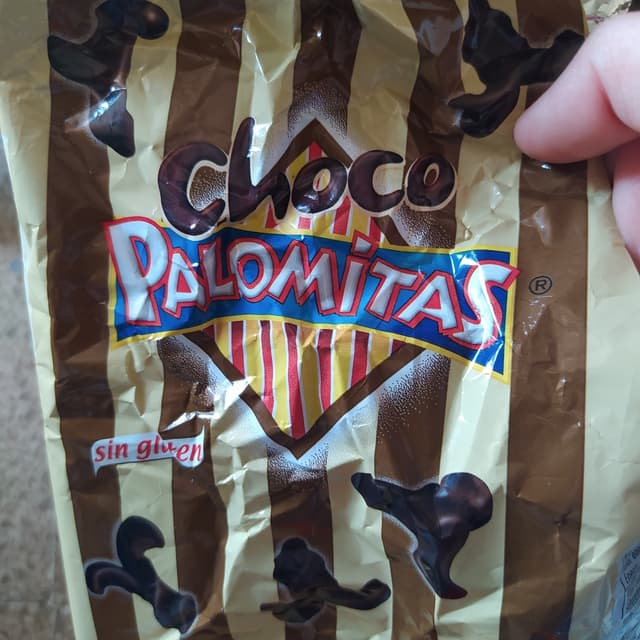 Choco
PALOMITAS
®
sin gluten